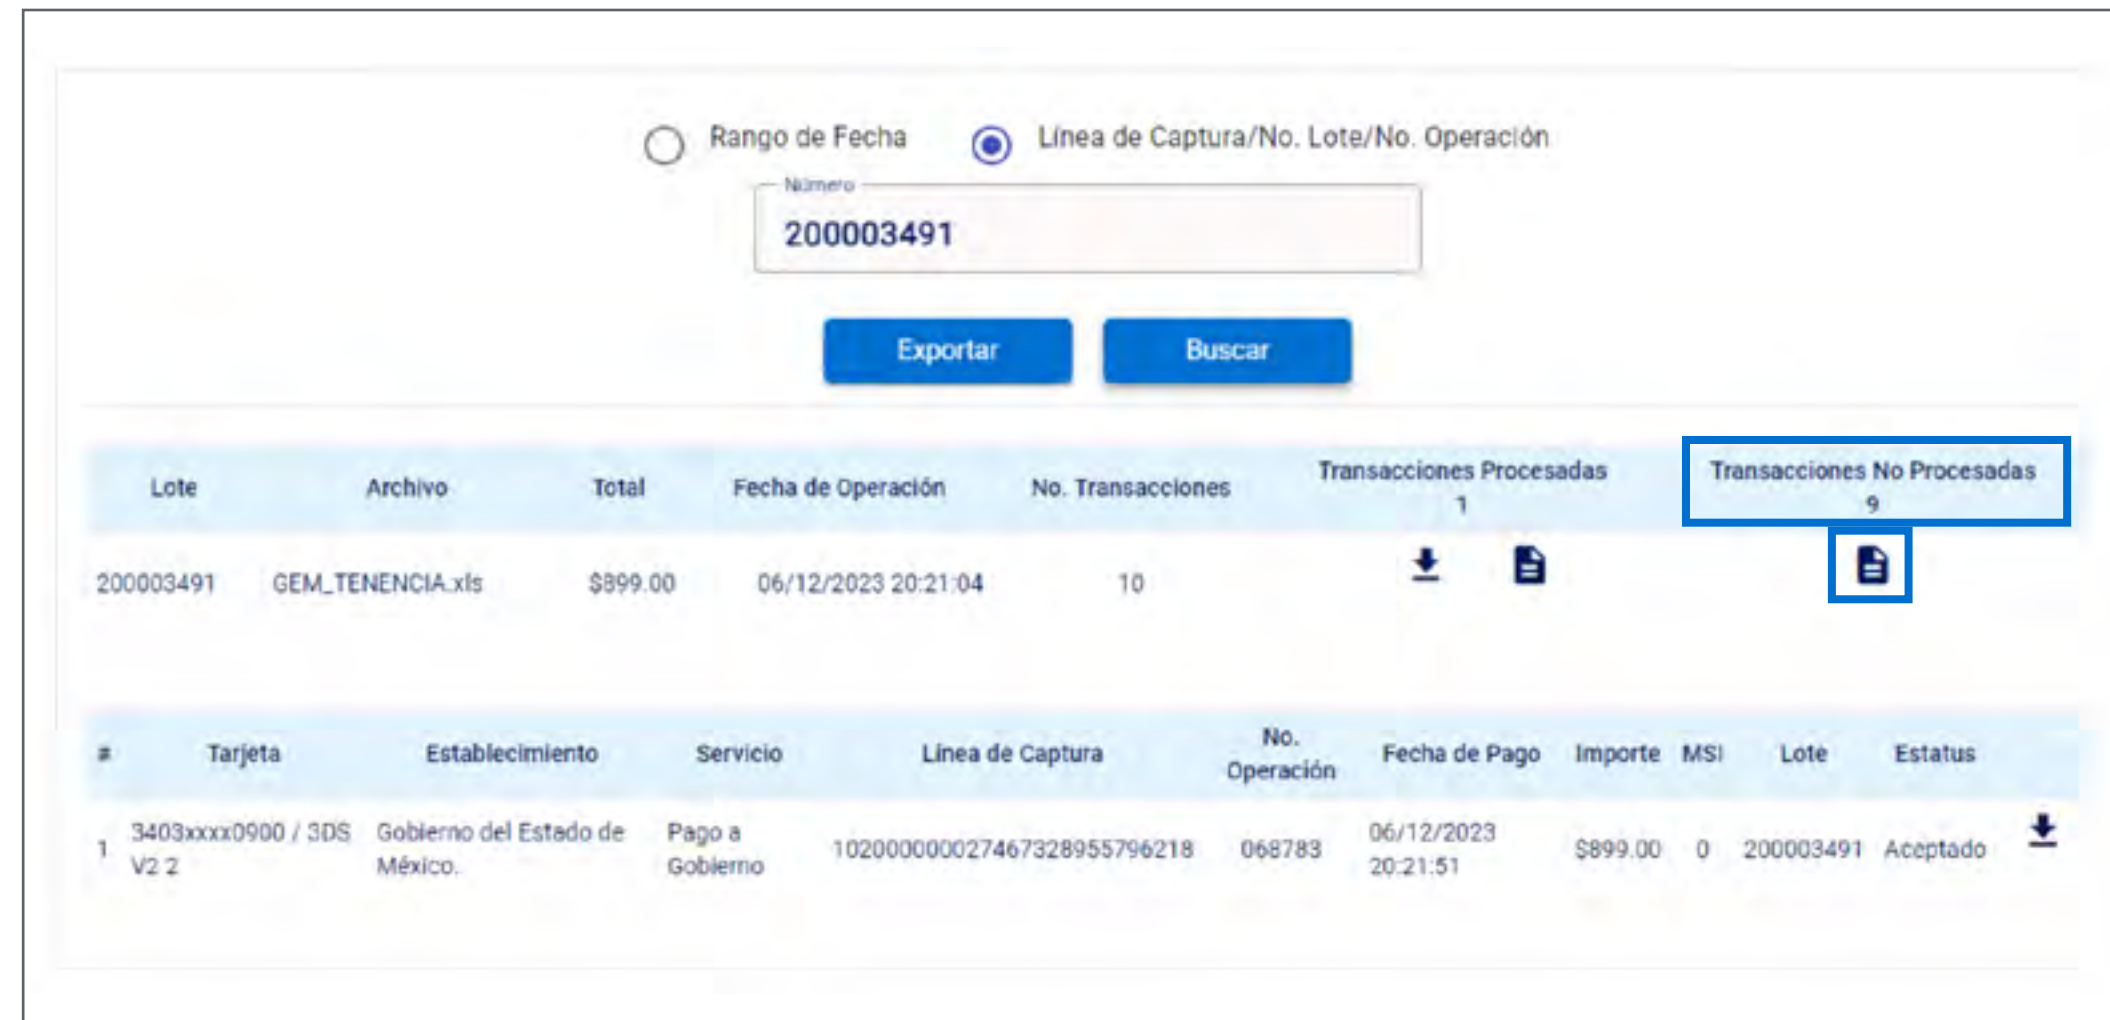 Rango de Fecha Línea de Captura/No. Lote/No. Operación
Número
200003491
Exportar Buscar
Lote Archivo Total Fecha de Operación No. Transacciones Transacciones Procesadas Transacciones No Procesadas
1 9
200003491 GEM_TENENCIA.xls $899.00 06/12/2023 20:21:04 10
# Tarjeta Establecimiento Servicio Línea de Captura No. Operación Fecha de Pago Importe MSI Lote Estatus
1 3403xxxx0900 / 3DS Gobierno del Estado de Pago a 102000000027467328955796218 068783 06/12/2023 $899.00 0 200003491 Aceptado
V2 2 México. Gobierno 20:21:51